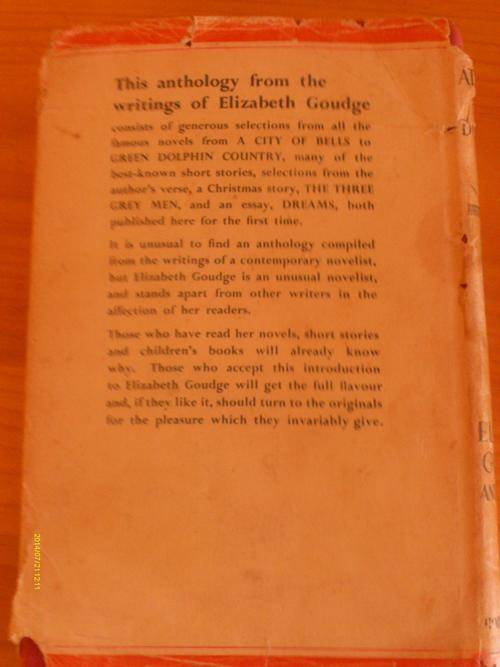 This anthology from the
writings of Elizabeth Goudge
consists of generous selections from all the
famous novels from A CITY OF BELLS to
GREEN DOLPHIN COUNTRY, many of the
best-known short stories, selections from the
author's verse, a Christmas story, THE THREE
GREY MEN, and an essay, DREAMS, both
published here for the first time.
It is unusual to find an anthology compiled
from the writings of a contemporary novelist,
but Elizabeth Goudge is an unusual novelist,
and stands apart from other writers in the
affection of her readers.
Those who have read her novels, short stories
and children's books will already know
why. Those who accept this introduction
to Elizabeth Goudge will get the full flavour
and, if they like it, should turn to the originals
for the pleasure which they invariably give.
2014/07/21 12:11